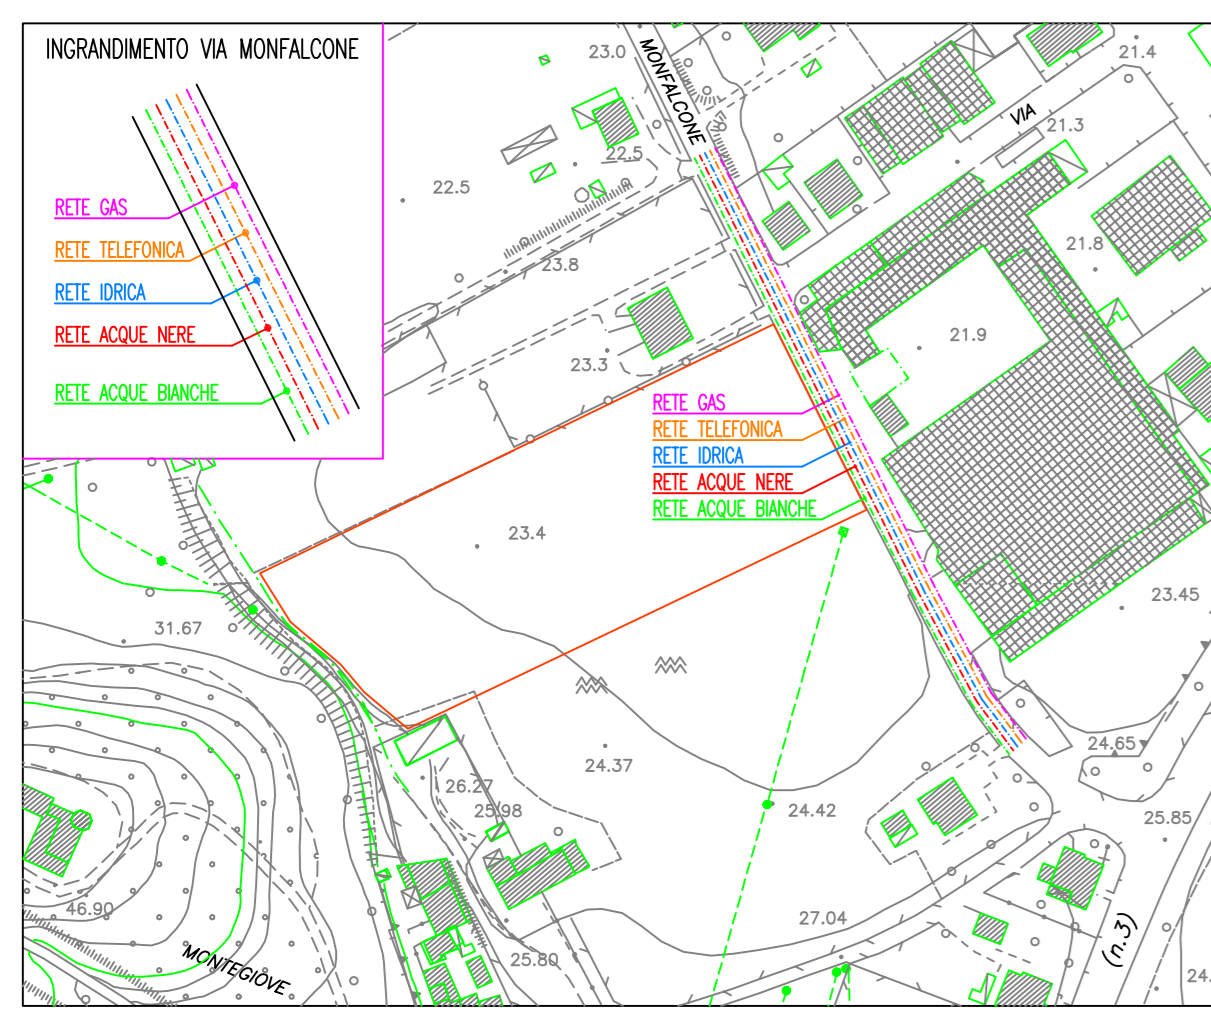 INGRANDIMENTO VIA MONFALCONE
RETE GAS
RETE TELEFONICA
RETE IDRICA
RETE ACQUE NERE
RETE ACQUE BIANCHE
23.0
MONFALCONE
21.4
VIA
21.3
22.5
22.5
21.8
23.8
21.9
23.3
RETE GAS
RETE TELEFONICA
RETE IDRICA
RETE ACQUE NERE
RETE ACQUE BIANCHE
23.4
23.45
31.67
24.65
24.37
26.27
25.98
24.42
25.85
46.90
27.04
(n.3)
MONTEGIOVE
25.80
24.